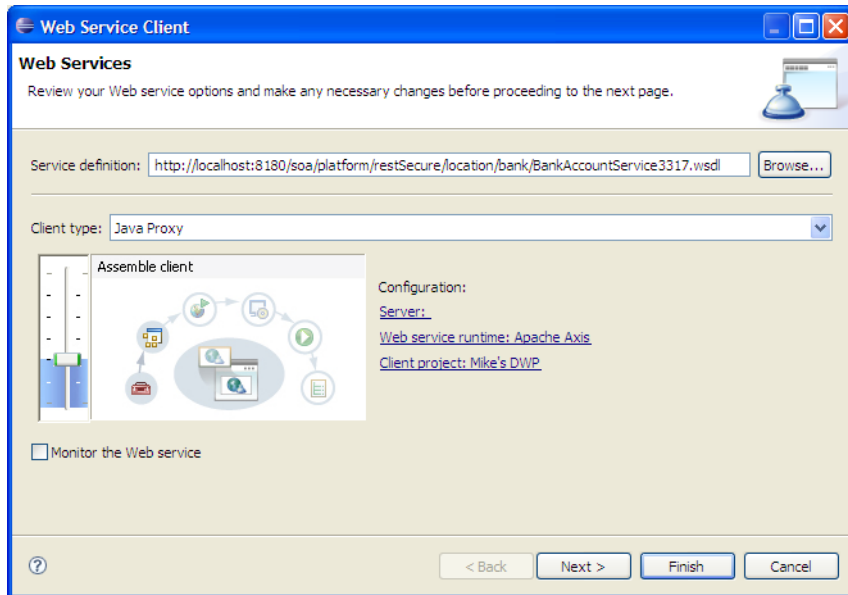 Web Service Client
Web Services
Review your Web service options and make any necessary changes before proceeding to the next page.
Service definition: http://localhost:8180/soa/platform/restSecure/location/bank/BankAccountService3317.wsdl Browse...
Client type: Java Proxy
Assemble client
Configuration:
Server:
Web service runtime: Apache Axis
Client project: Mike's DWP
Monitor the Web service
? < Back Next > Finish Cancel